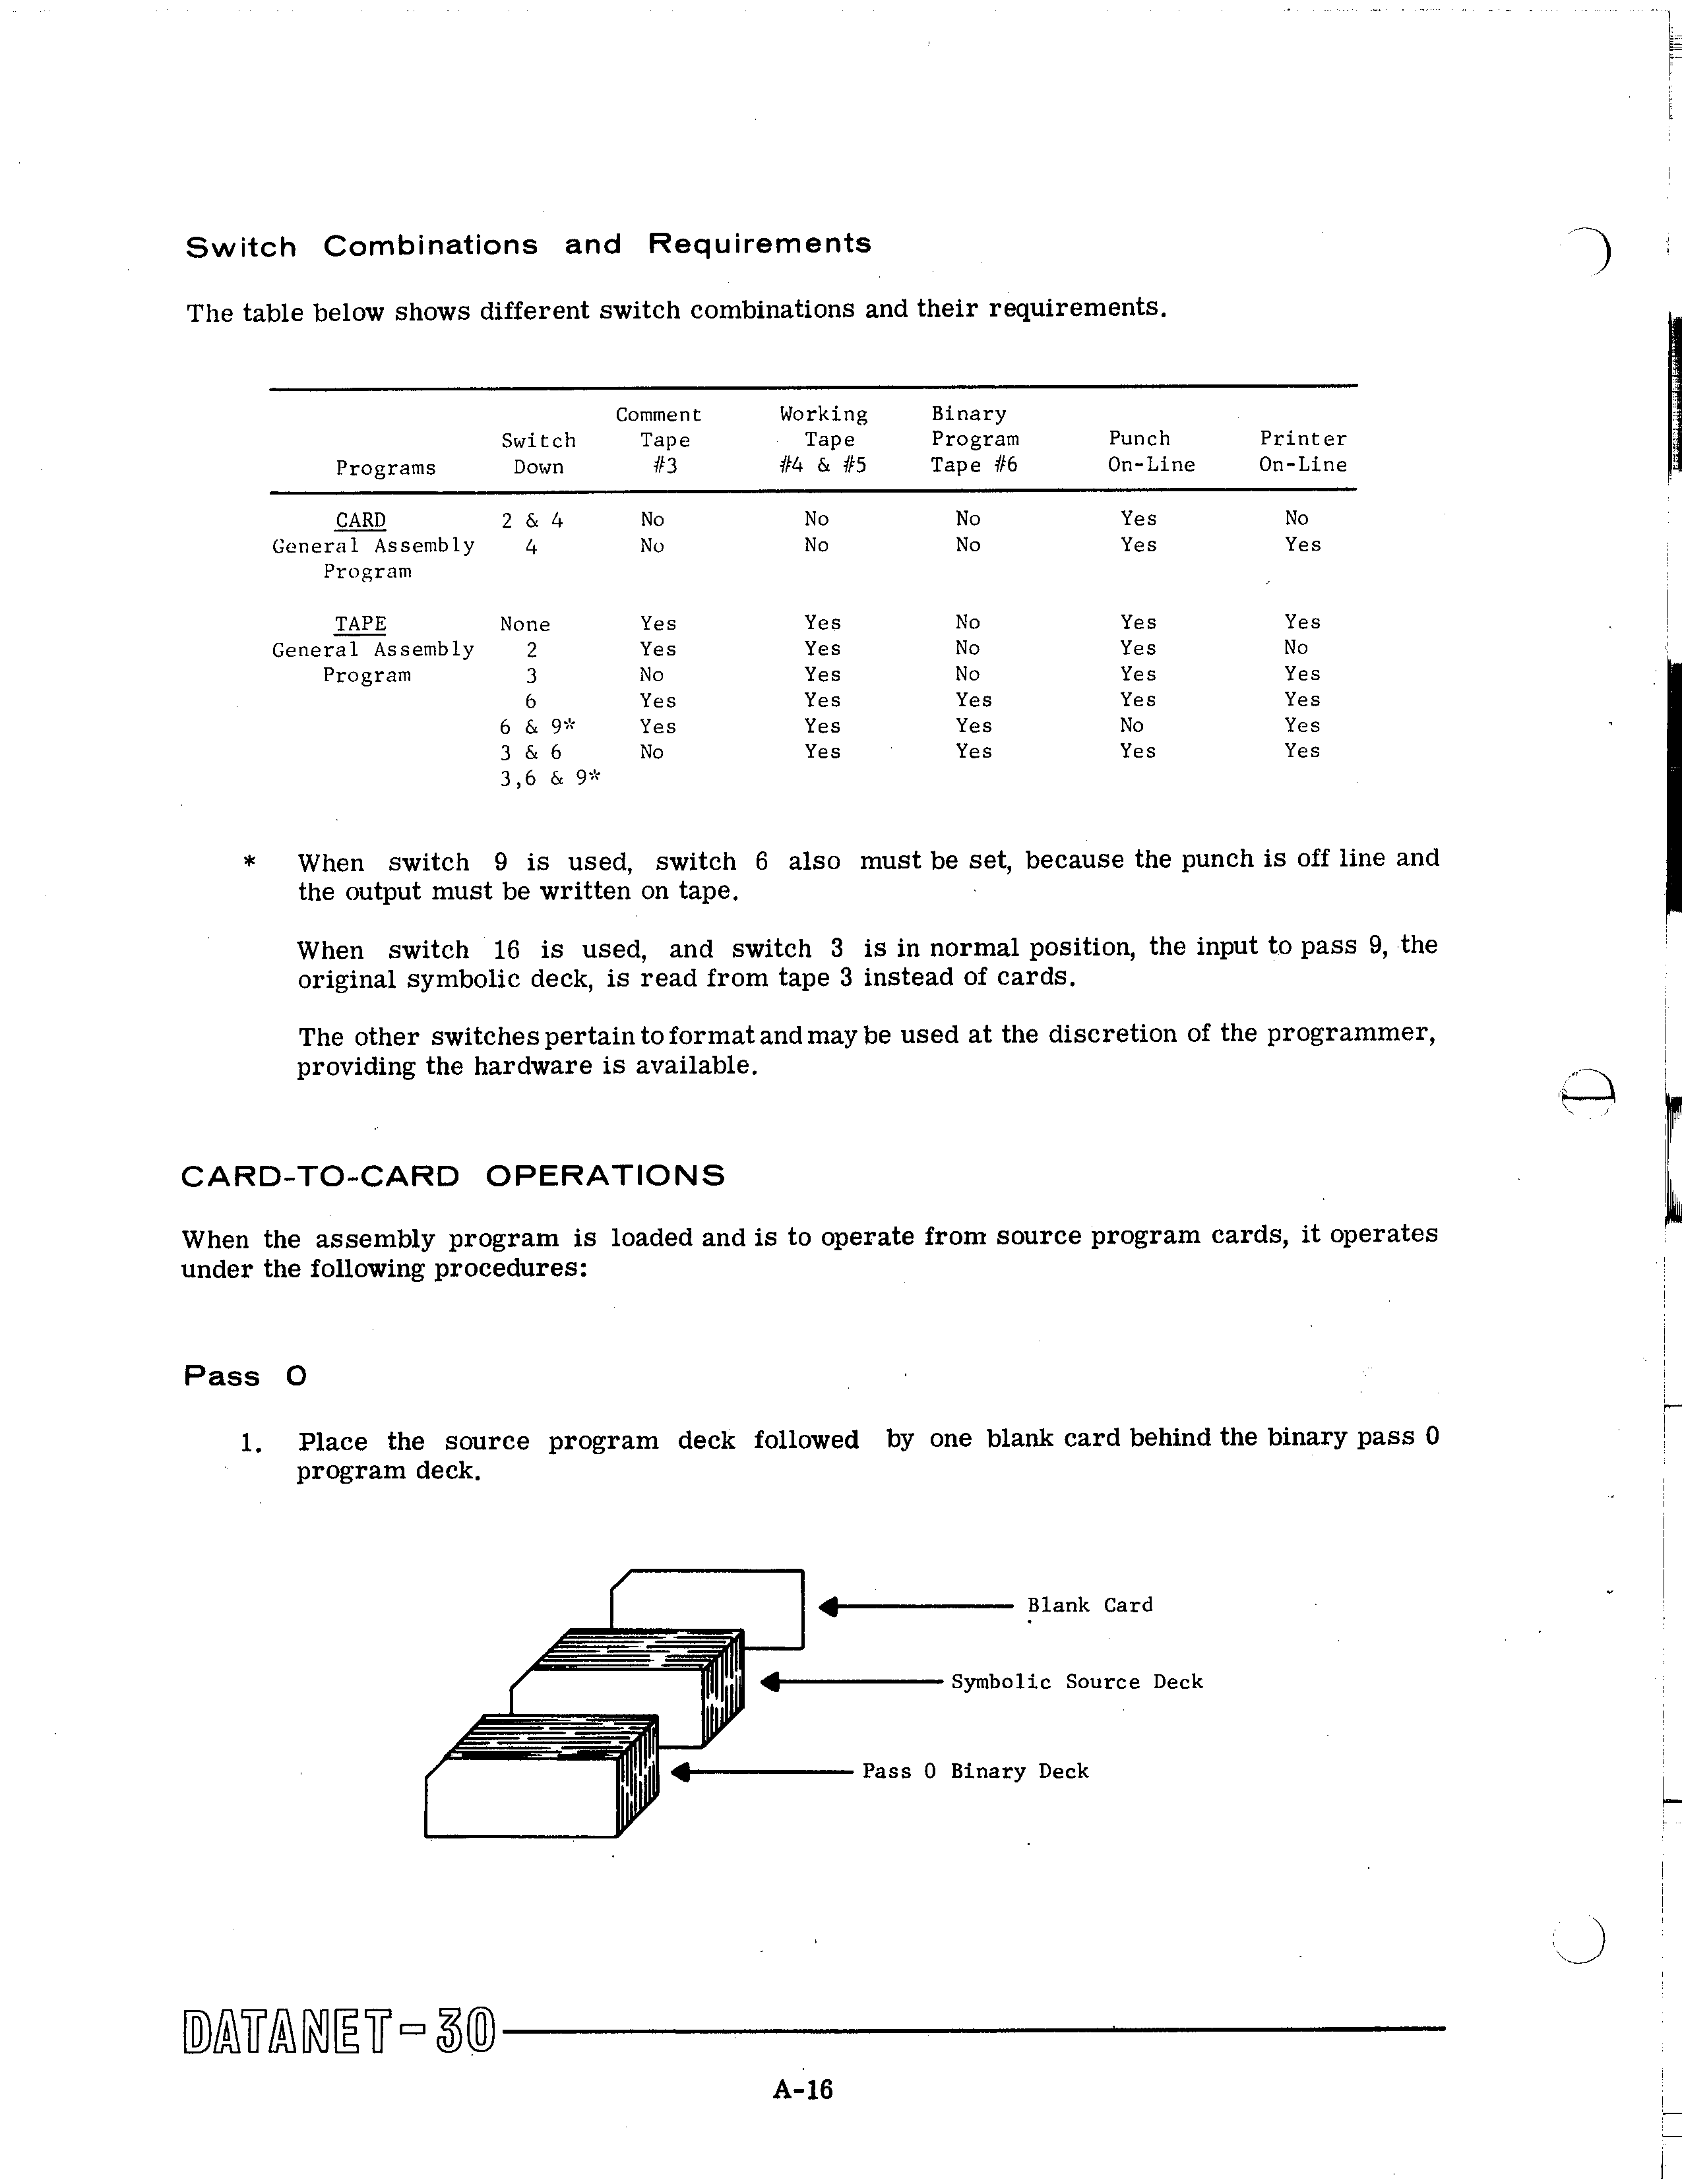 Switch Combinations and Requirements
The table below shows different switch combinations and their requirements.
Comment Working Binary
Switch Tape Tape Program Punch Printer
Programs Down #3 #4 & #5 Tape #6 On-Line On-Line
CARD 2 & 4 No No No Yes No
General Assembly 4 No No No Yes Yes
Program
TAPE None Yes Yes No Yes Yes
General Assembly 2 Yes Yes No Yes No
Program 3 No Yes No Yes Yes
6 Yes Yes Yes Yes Yes
6 & 9* Yes Yes Yes No Yes
3 & 6 No Yes Yes Yes Yes
3,6 & 9*
* When switch 9 is used, switch 6 also must be set, because the punch is off line and
the output must be written on tape.
When switch 16 is used, and switch 3 is in normal position, the input to pass 9, the
original symbolic deck, is read from tape 3 instead of cards.
The other switches pertain to format and may be used at the discretion of the programmer,
providing the hardware is available.
CARD-TO-CARD OPERATIONS
When the assembly program is loaded and is to operate from source program cards, it operates
under the following procedures:
Pass 0
1. Place the source program deck followed by one blank card behind the binary pass 0
program deck.
Blank Card
Symbolic Source Deck
Pass 0 Binary Deck
DATANET-30
A-16